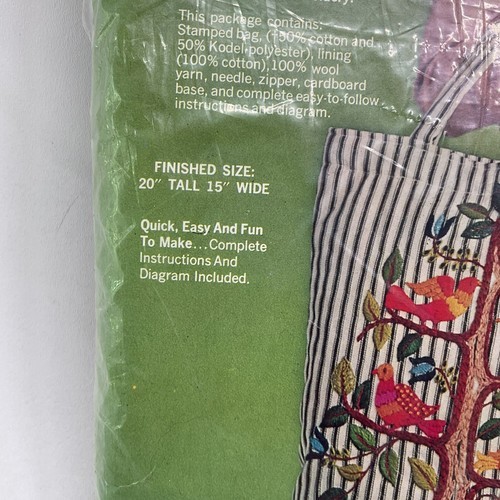 This package contains:
Stamped bag, (50% cotton and
50% Kodel polyester), lining
(100% cotton), 100% wool
yarn, needle, zipper, cardboard
base, and complete easy-to-follow
instructions and diagram.
FINISHED SIZE:
20" TALL 15" WIDE
Quick, Easy And Fun
To Make...Complete
Instructions And
Diagram Included.